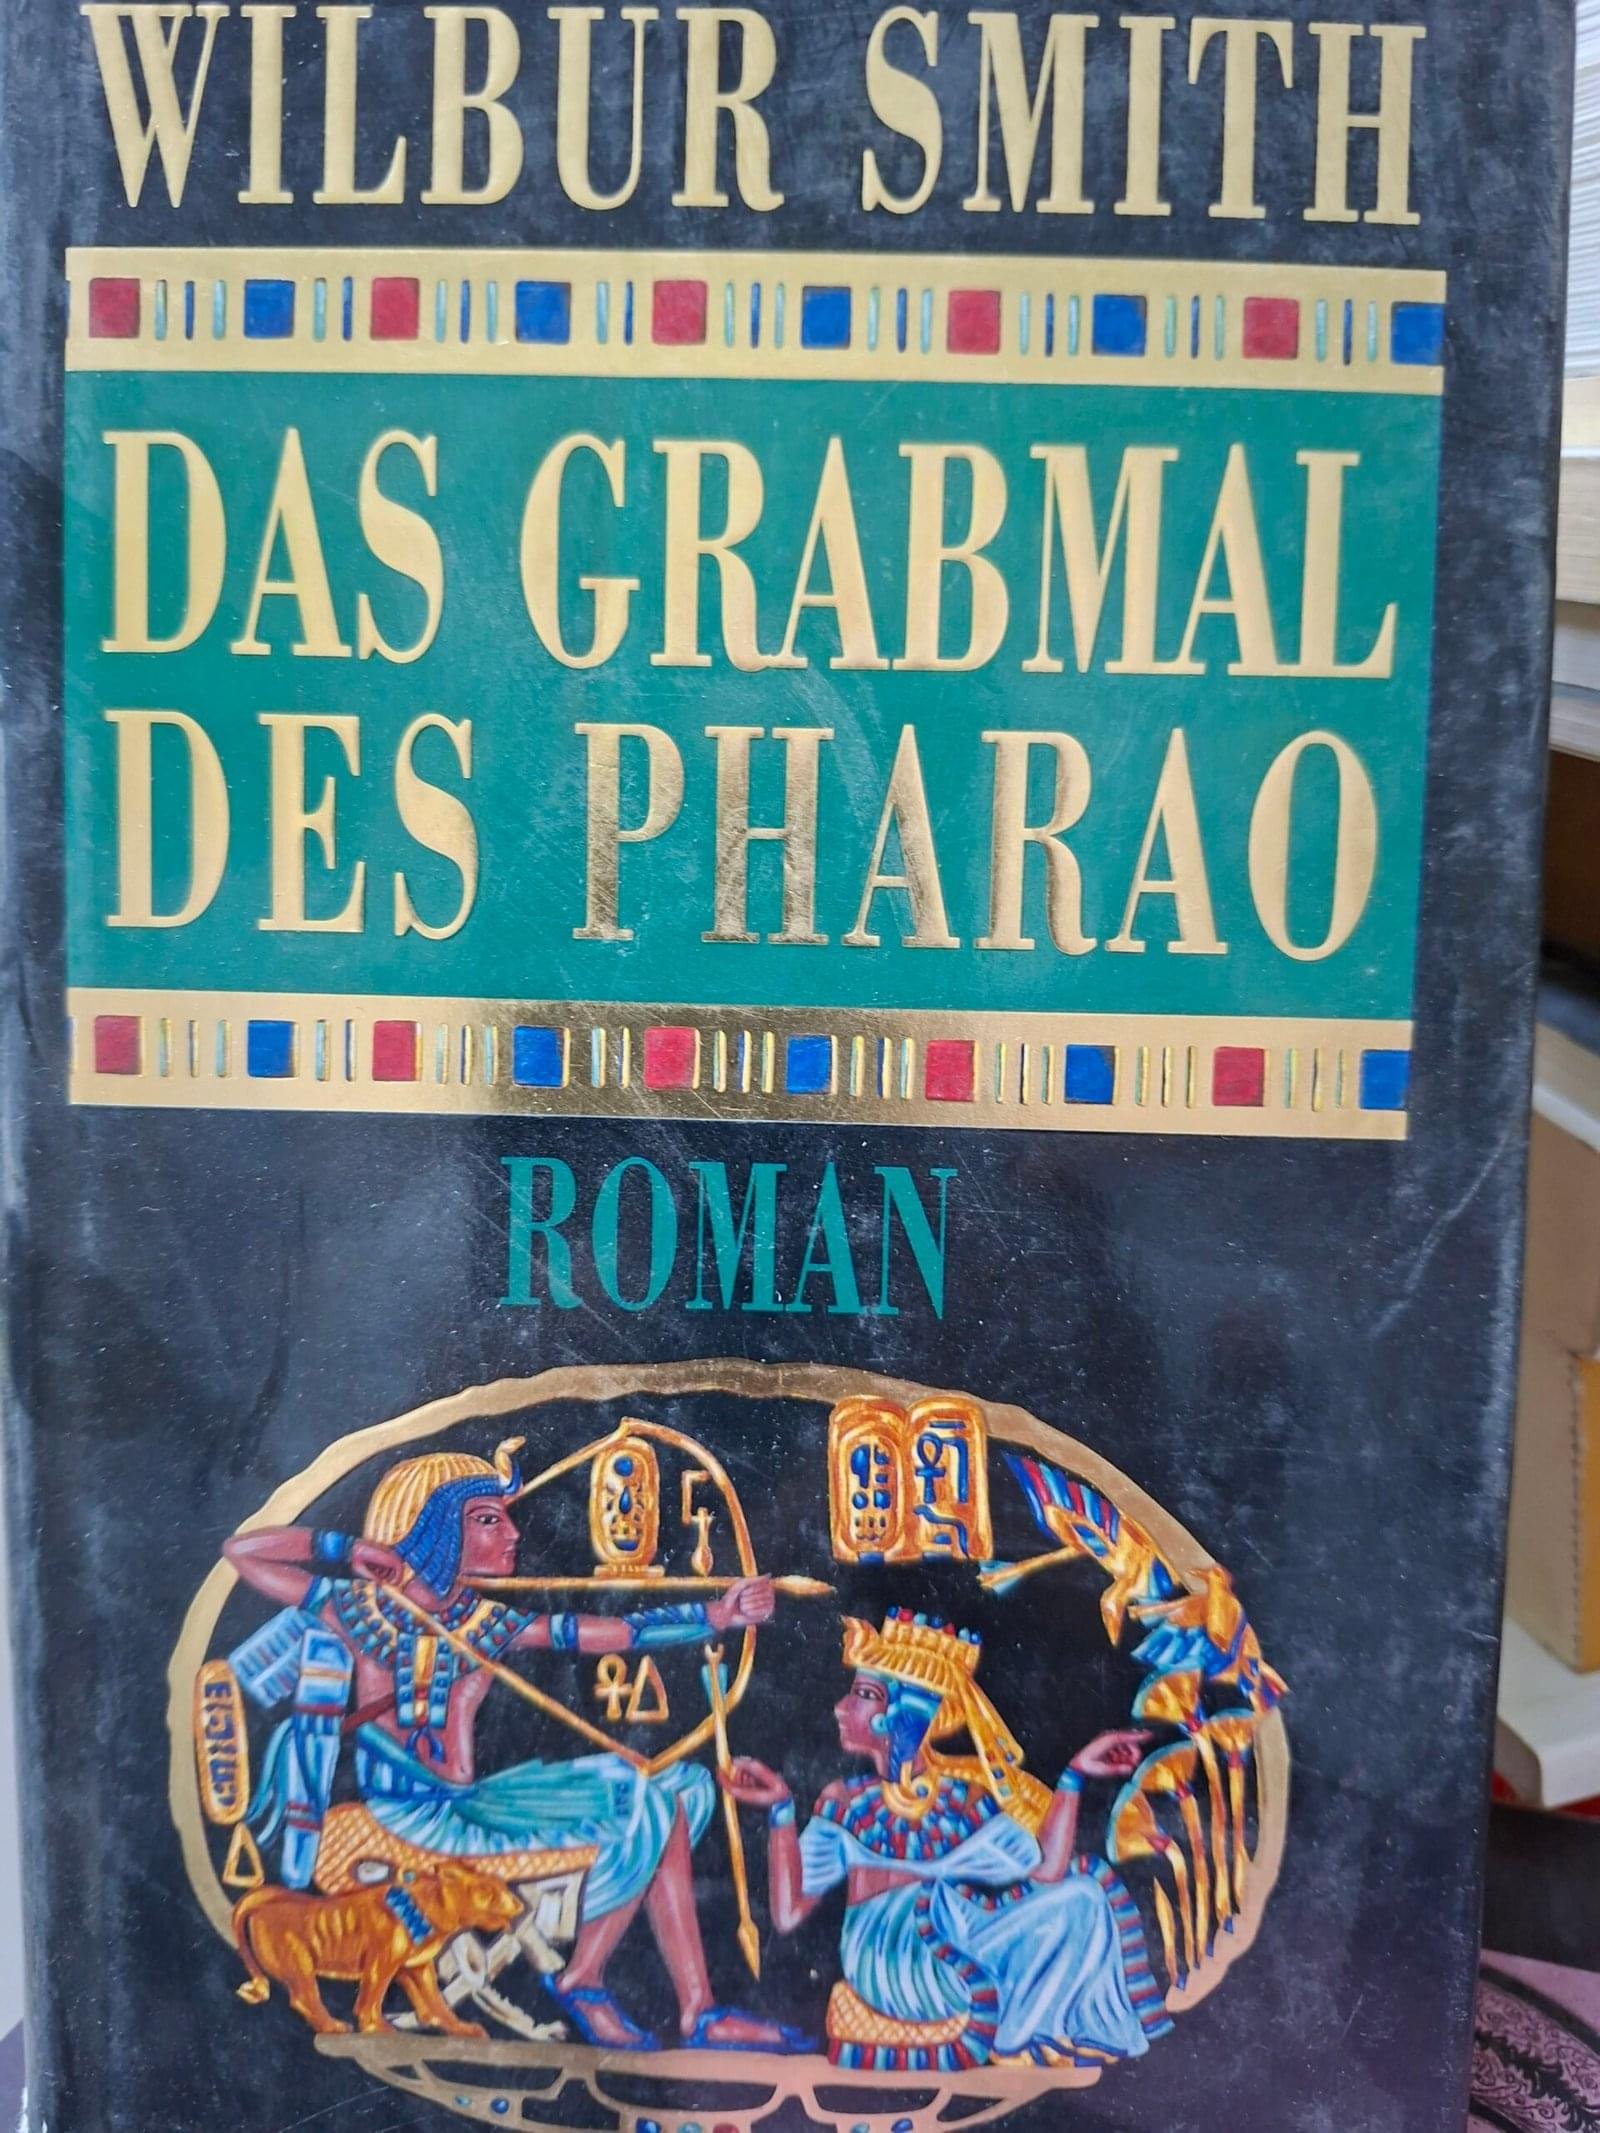 WILBUR SMITH
DAS GRABMAL
DES PHARAO
ROMAN